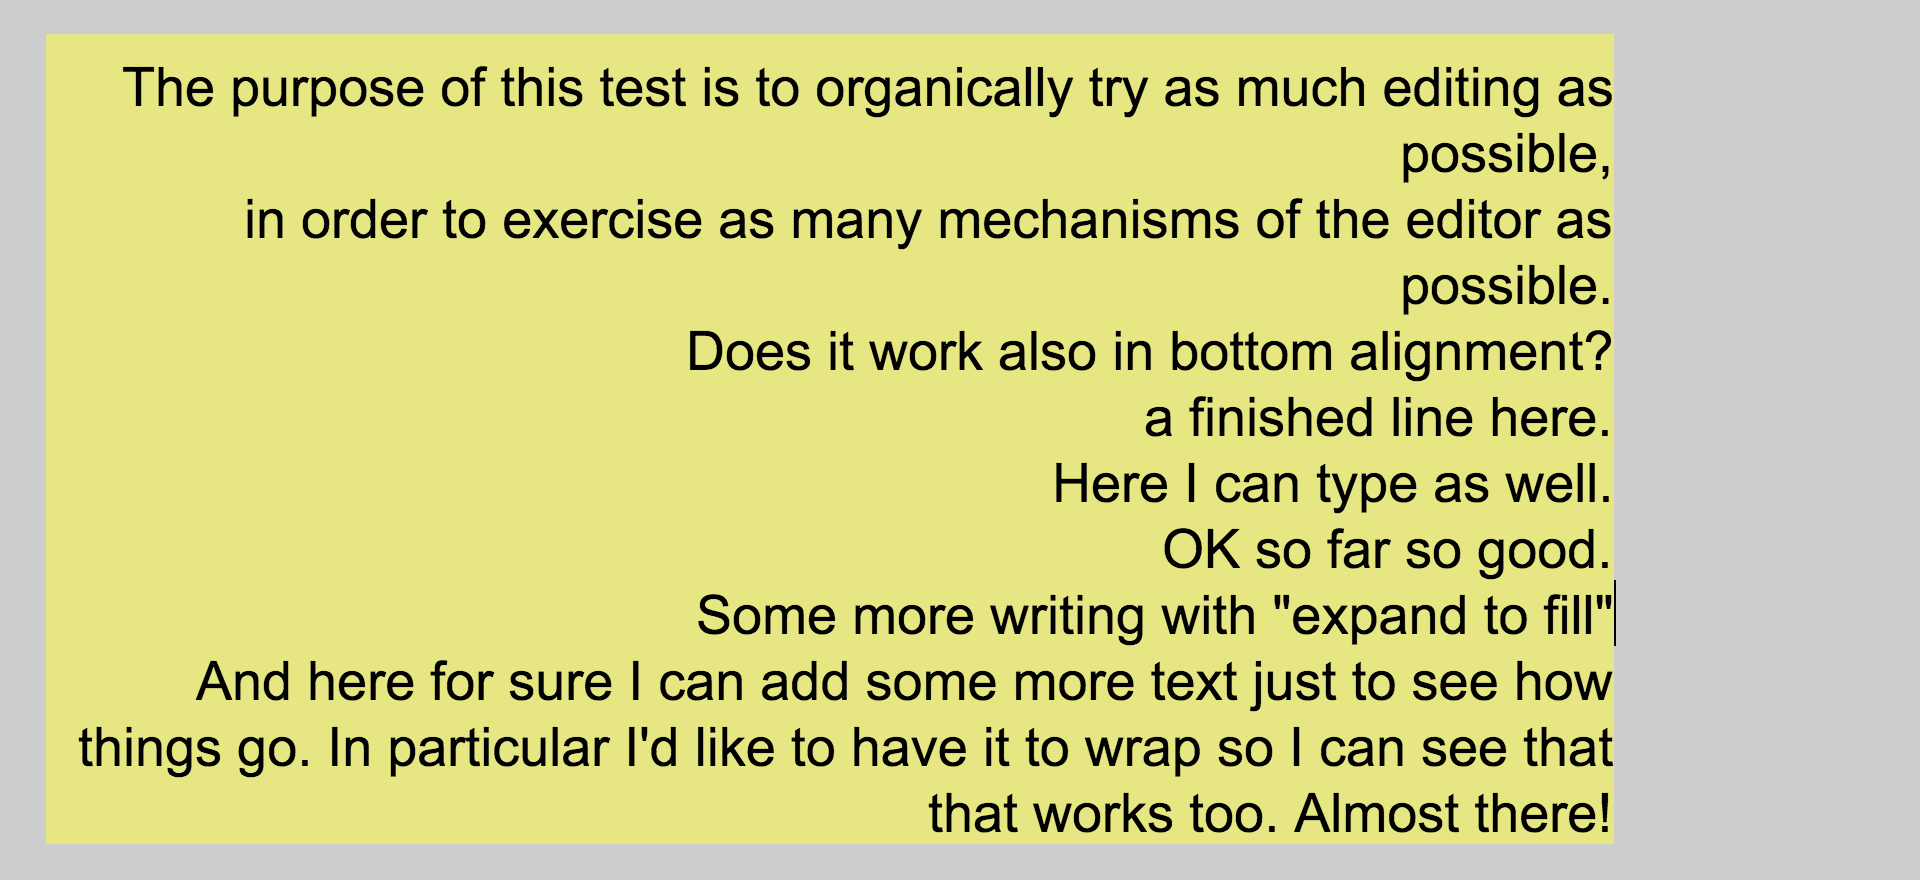 The purpose of this test is to organically try as much editing as
possible,
in order to exercise as many mechanisms of the editor as
possible.
Does it work also in bottom alignment?
a finished line here.
Here I can type as well.
OK so far so good.
Some more writing with "expand to fill"
And here for sure I can add some more text just to see how
things go. In particular I'd like to have it to wrap so I can see that
that works too. Almost there!